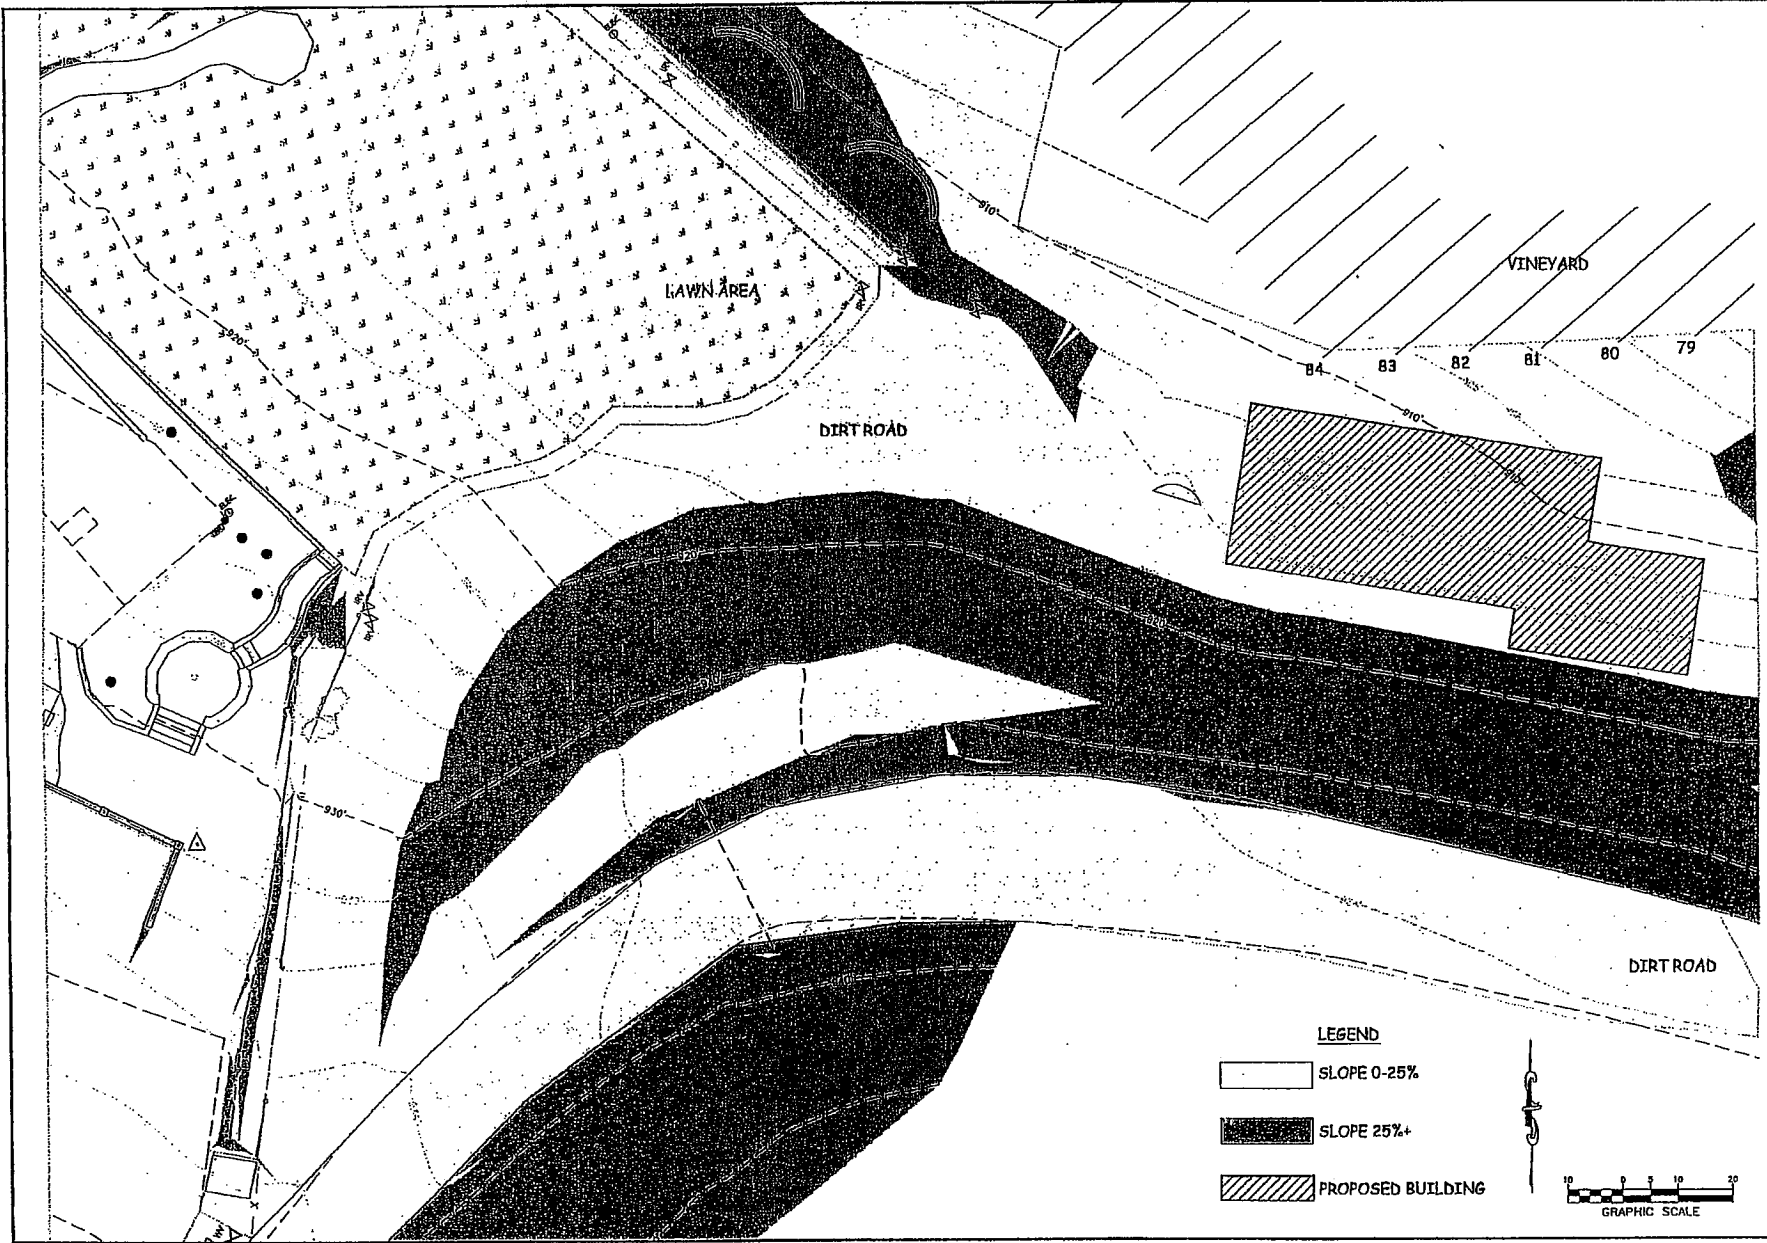 910'
VINEYARD
LAWN AREA
920'
84 83 82 81 80 79
910'
DIRT ROAD
930'
DIRT ROAD
LEGEND
SLOPE 0-25%
SLOPE 25%+
PROPOSED BUILDING
10 0 5 10 20
GRAPHIC SCALE